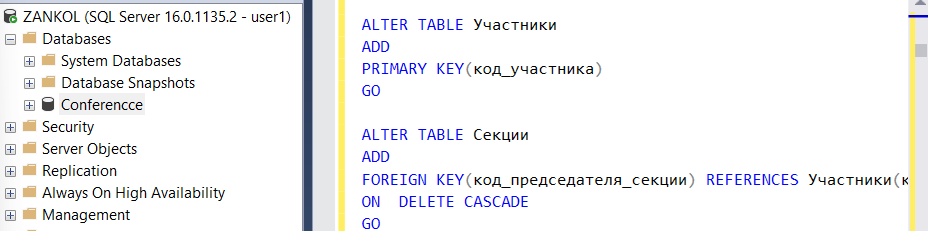 ZANKOL (SQL Server 16.0.1135.2 - user1)
Databases
System Databases
Database Snapshots
Conferencce
Security
Server Objects
Replication
Always On High Availability
Management
ALTER TABLE Участники
ADD
PRIMARY KEY(код_участника)
GO
ALTER TABLE Секции
ADD
FOREIGN KEY(код_председателя_секции) REFERENCES Участники(к
ON DELETE CASCADE
GO